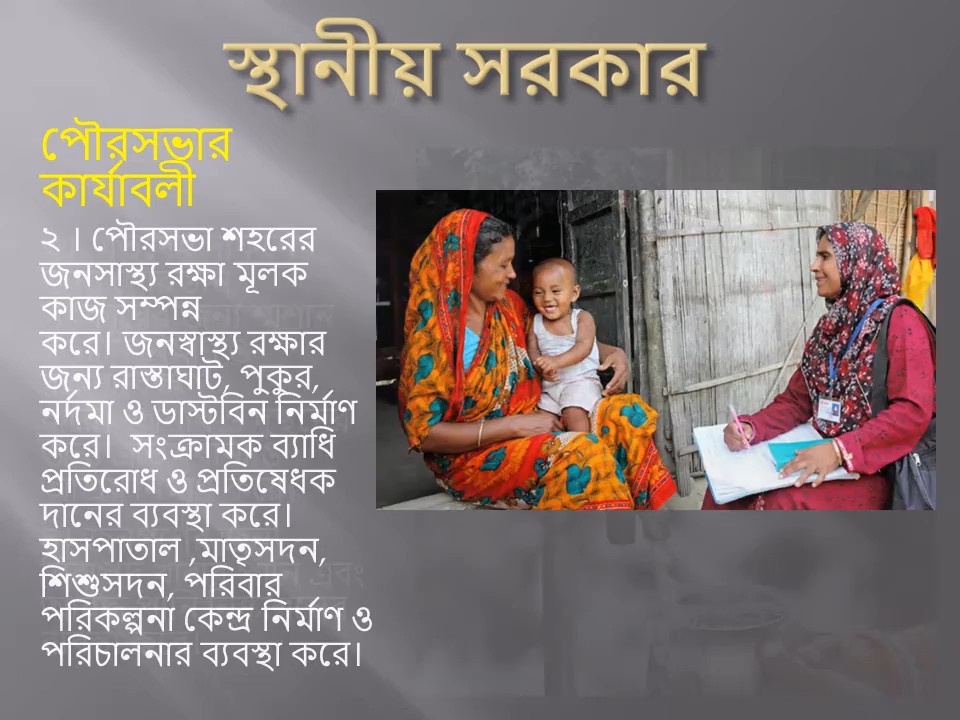 স্থানীয় সরকার
পৌরসভার
কার্যাবলী
২ । পৌরসভা শহরের
জনসাস্থ্য রক্ষা মূলক
কাজ সম্পন্ন
করে। জনস্বাস্থ্য রক্ষার
জন্য রাস্তাঘাট, পুকুর,
নর্দমা ও ডাস্টবিন নির্মাণ
করে।  সংক্রামক ব্যাধি
প্রতিরোধ ও প্রতিষেধক
দানের ব্যবস্থা করে।
হাসপাতাল ,মাতৃসদন,
শিশুসদন, পরিবার
পরিকল্পনা কেন্দ্র নির্মাণ ও
পরিচালনার ব্যবস্থা করে।